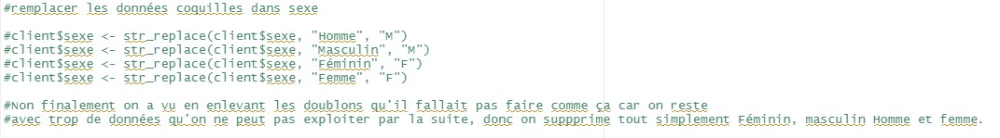 #remplacer les données coquilles dans sexe
#client$sexe <- str_replace(client$sexe, "Homme", "M")
#client$sexe <- str_replace(client$sexe, "Masculin", "M")
#client$sexe <- str_replace(client$sexe, "Féminin", "F")
#client$sexe <- str_replace(client$sexe, "Femme", "F")
#Non finalement on a vu en enlevant les doublons qu'il fallait pas faire comme ça car on reste
#avec trop de données qu'on ne peut pas exploiter par la suite, donc on suppprime tout simplement Féminin, masculin Homme et femme.